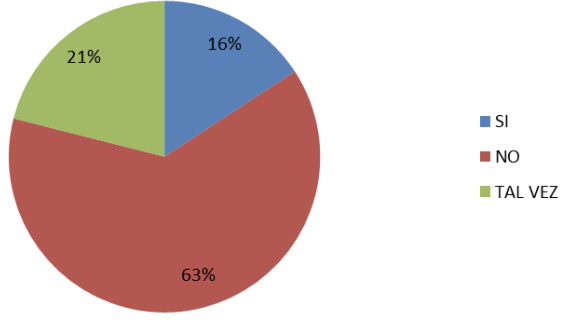 16%
21%
63%
SI
NO
TAL VEZ